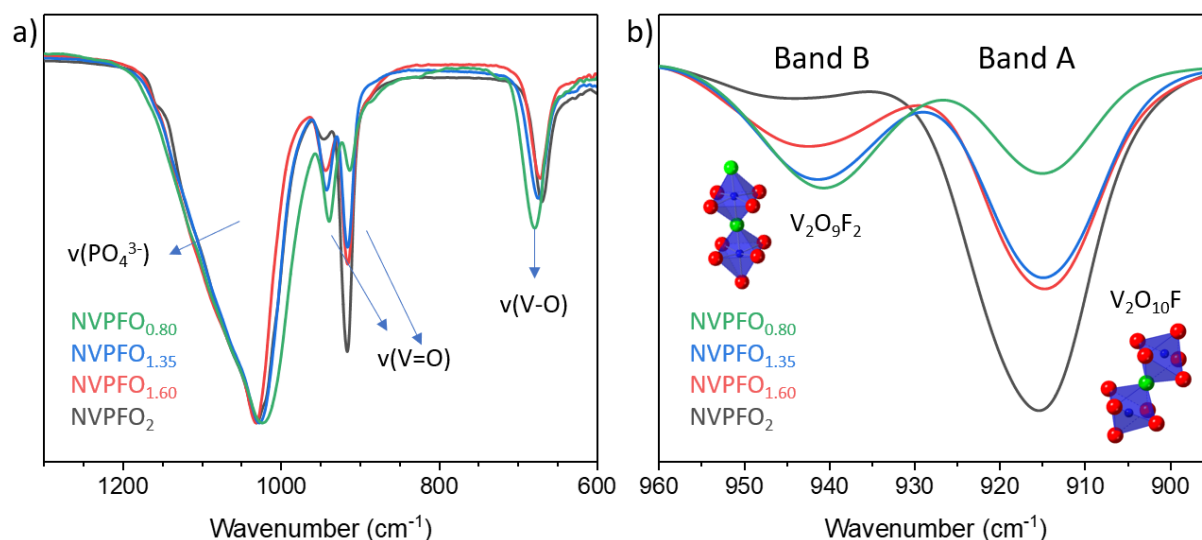 a)
ν(PO₄³⁻)
ν(V=O)
ν(V-O)
NVPFO₀.₈₀
NVPFO₁.₃₅
NVPFO₁.₆₀
NVPFO₂
1200 1000 800 600
Wavenumber (cm⁻¹)
b)
Band B Band A
V₂O₉F₂
V₂O₁₀F
NVPFO₀.₈₀
NVPFO₁.₃₅
NVPFO₁.₆₀
NVPFO₂
960 950 940 930 920 910 900
Wavenumber (cm⁻¹)